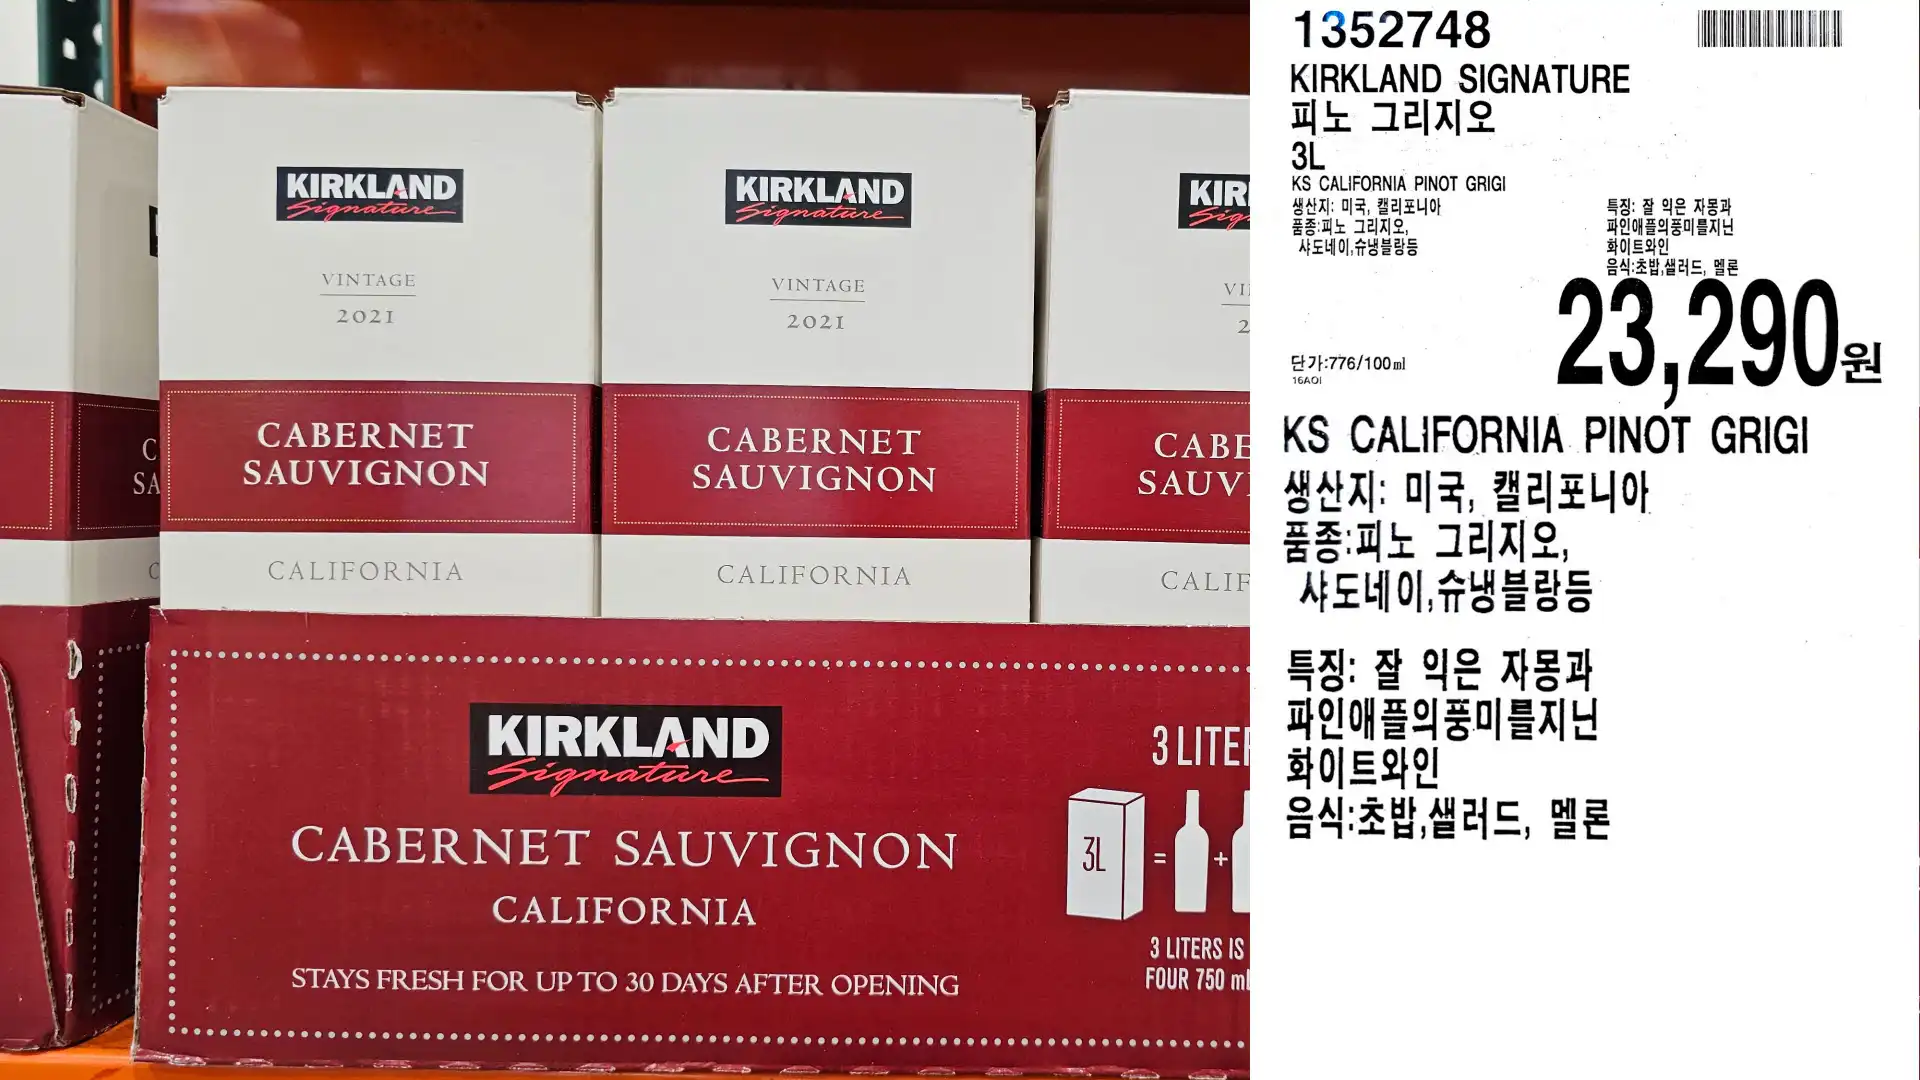 KIRKLAND
Signature
VINTAGE
2021
CABERNET
SAUVIGNON
CALIFORNIA
KIRKLAND
Signature
VINTAGE
2021
CABERNET
SAUVIGNON
CALIFORNIA
KIRKLAND
Signature
CABERNET SAUVIGNON
CALIFORNIA
STAYS FRESH FOR UP TO 30 DAYS AFTER OPENING
3L
=
+
3 LITERS IS
FOUR 750
1352748
KIRKLAND SIGNATURE
피노 그리지오
3L
KS CALIFORNIA PINOT GRIGI
생산지: 미국, 캘리포니아
품종:피노 그리지오,
샤도네이,슈냉블랑등
특징: 잘 익은 자몽과
파인애플의풍미를지닌
화이트와인
음식:초밥,샐러드, 멜론
23,290원
단가:776/100ml
16AOI
KS CALIFORNIA PINOT GRIGI
생산지: 미국, 캘리포니아
품종:피노 그리지오,
샤도네이,슈냉블랑등
특징: 잘 익은 자몽과
파인애플의풍미를지닌
화이트와인
음식:초밥,샐러드, 멜론